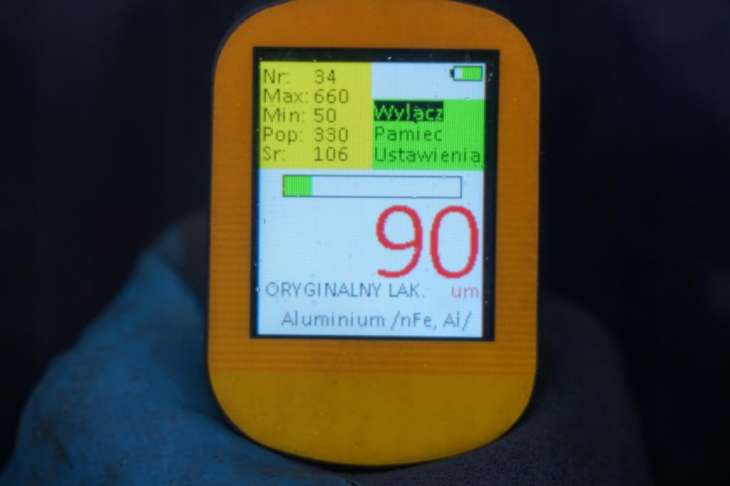 Nr: 34
Max: 660
Min: 50
Pop: 330
Sr: 106
Wyłącz
Pamiec
Ustawienia
90
ORYGINALNY LAK. um
Aluminium /nFe, Al/